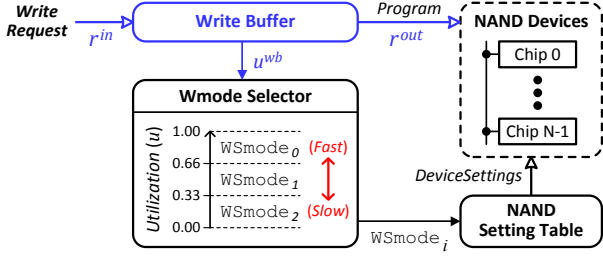 Write
Request
r^in
Write Buffer
Program
r^out
NAND Devices
Chip 0
Chip N-1
u^wb
Wmode Selector
Utilization (u)
1.00
0.66
0.33
0.00
WSmode_0
WSmode_1
WSmode_2
(Fast)
(Slow)
WSmode_i
DeviceSettings
NAND
Setting Table